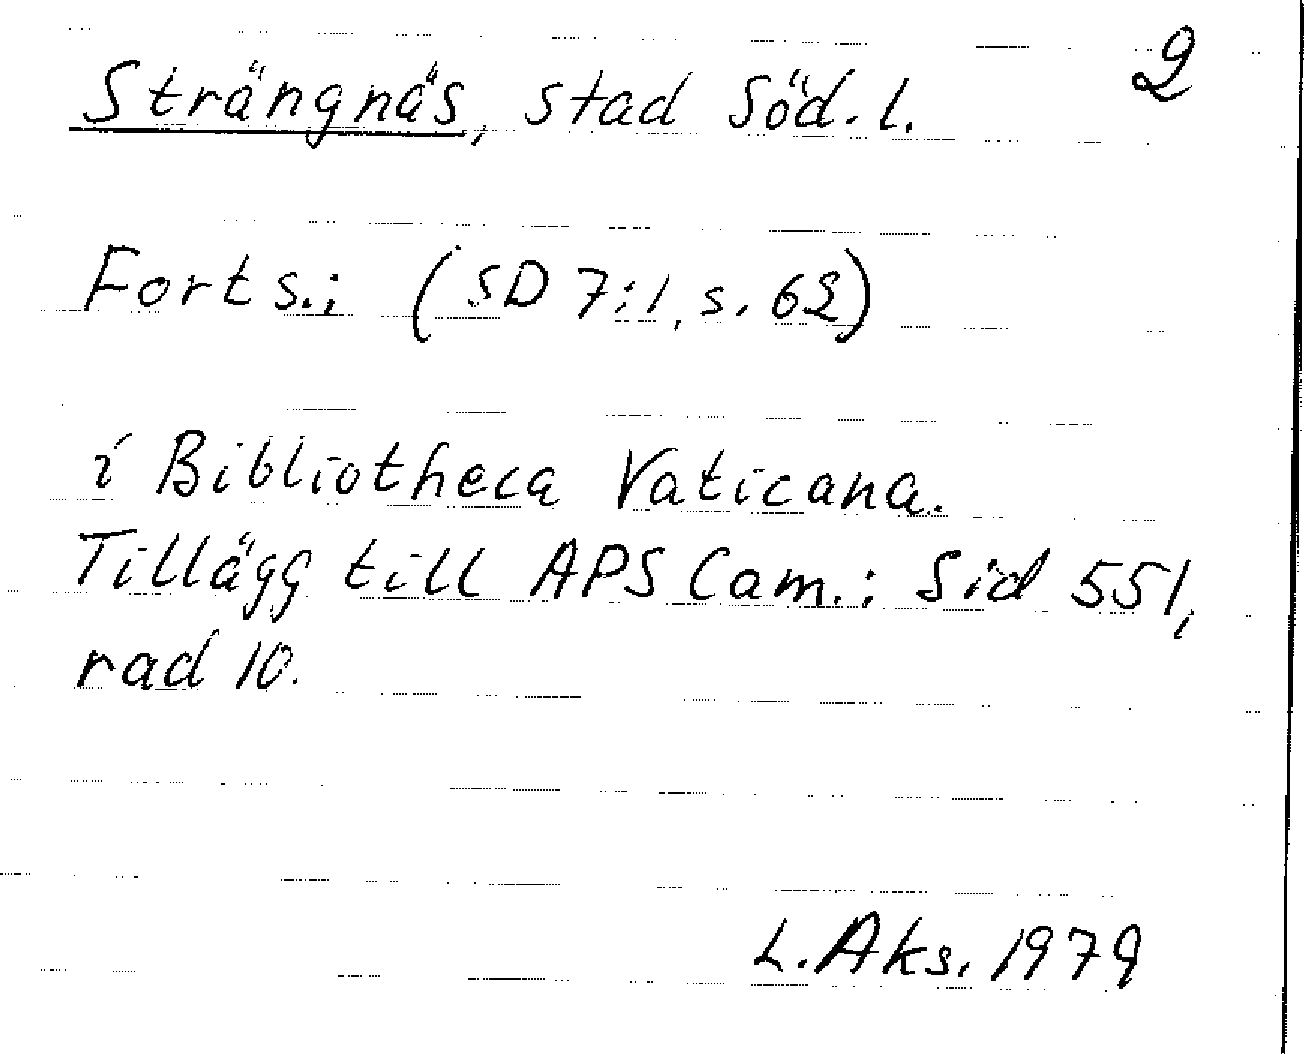 2
Strängnäs, stad Söd.l.
Forts.; (SD 7:1, s. 62)
i Bibliotheca Vaticana.
Tillägg till APS Cam.: Sid 551,
rad 10.
L. Aks. 1979